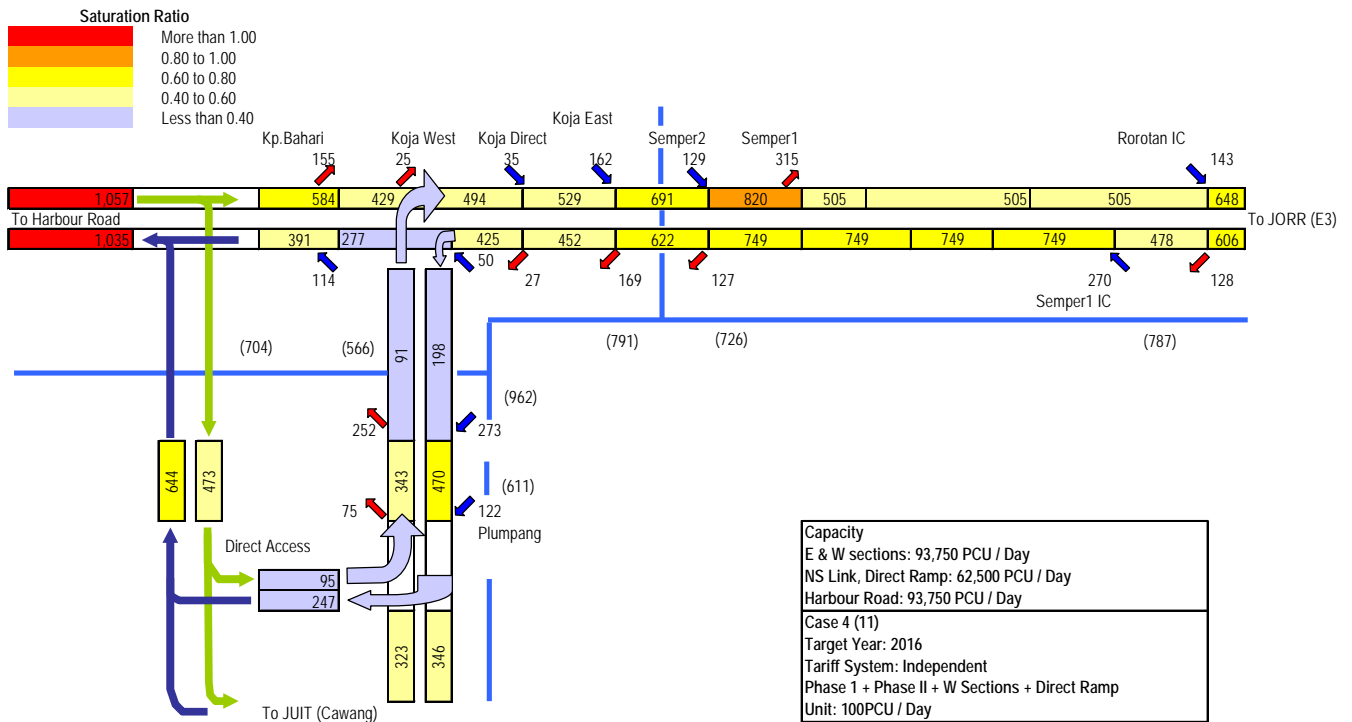 Saturation Ratio
More than 1.00
0.80 to 1.00
0.60 to 0.80
0.40 to 0.60
Less than 0.40
Koja East
Kp.Bahari Koja West Koja Direct Semper2 Semper1 Rorotan IC
155 25 35 162 129 315 143
1,057 584 429 494 529 691 820 505 505 505 648
To Harbour Road To JORR (E3)
1,035 391 277 425 452 622 749 749 749 749 478 606
114 50 27 169 127 270 128
Semper1 IC
(704) (566) 91 198 (791) (726) (787)
(962)
252 273
644 473 343 470 (611)
75 122
Plumpang
Direct Access
95
247
323 346
To JUIT (Cawang)
Capacity
E & W sections: 93,750 PCU / Day
NS Link, Direct Ramp: 62,500 PCU / Day
Harbour Road: 93,750 PCU / Day
Case 4 (11)
Target Year: 2016
Tariff System: Independent
Phase 1 + Phase II + W Sections + Direct Ramp
Unit: 100PCU / Day